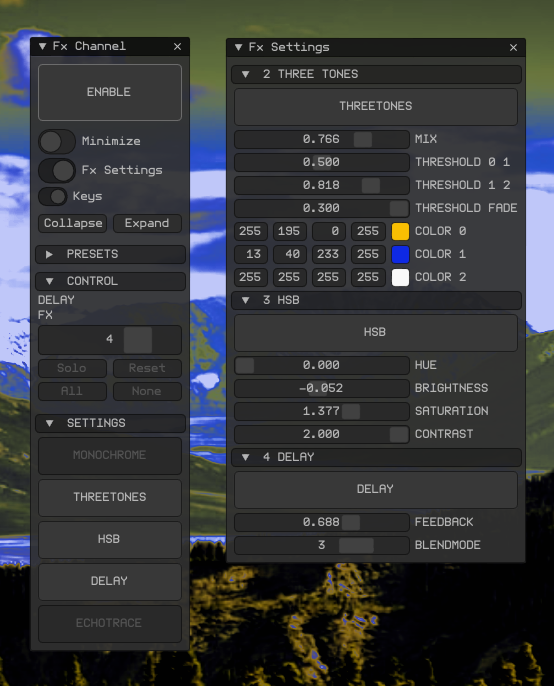 Fx Channel
ENABLE
Minimize
Fx Settings
Keys
Collapse Expand
PRESETS
CONTROL
DELAY
FX
4
Solo Reset
All None
SETTINGS
MONOCHROME
THREETONES
HSB
DELAY
ECHOTRACE
Fx Settings
2 THREE TONES
THREETONES
0.766 MIX
0.500 THRESHOLD 0 1
0.818 THRESHOLD 1 2
0.300 THRESHOLD FADE
255 195 0 255 COLOR 0
13 40 233 255 COLOR 1
255 255 255 255 COLOR 2
3 HSB
HSB
0.000 HUE
-0.052 BRIGHTNESS
1.377 SATURATION
2.000 CONTRAST
4 DELAY
DELAY
0.688 FEEDBACK
3 BLENDMODE